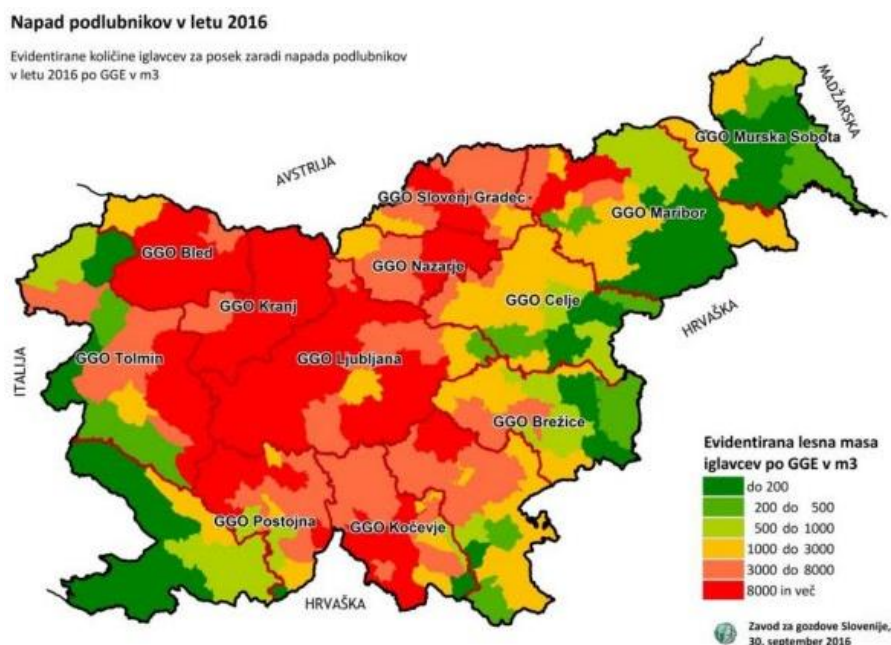 Napad podlubnikov v letu 2016
Evidentirane količine iglavcev za posek zaradi napada podlubnikov
v letu 2016 po GGE v m3
MADŽARSKA
GGO Murska Sobota
AVSTRIJA
GGO Slovenj Gradec
GGO Maribor
GGO Bled
GGO Nazarje
GGO Kranj
GGO Celje
HRVAŠKA
ITALIJA
GGO Tolmin
GGO Ljubljana
GGO Brežice
GGO Postojna
GGO Kočevje
HRVAŠKA
Evidentirana lesna masa
iglavcev po GGE v m3
do 200
200 do 500
500 do 1000
1000 do 3000
3000 do 8000
8000 in več
Zavod za gozdove Slovenije,
30. september 2016